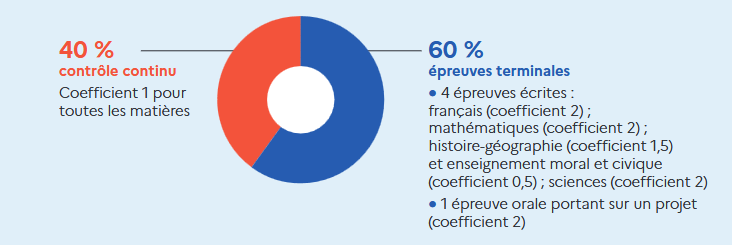 40 %
contrôle continu
Coefficient 1 pour
toutes les matières
60 %
épreuves terminales
• 4 épreuves écrites :
français (coefficient 2) ;
mathématiques (coefficient 2) ;
histoire-géographie (coefficient 1,5)
et enseignement moral et civique
(coefficient 0,5) ; sciences (coefficient 2)
• 1 épreuve orale portant sur un projet
(coefficient 2)